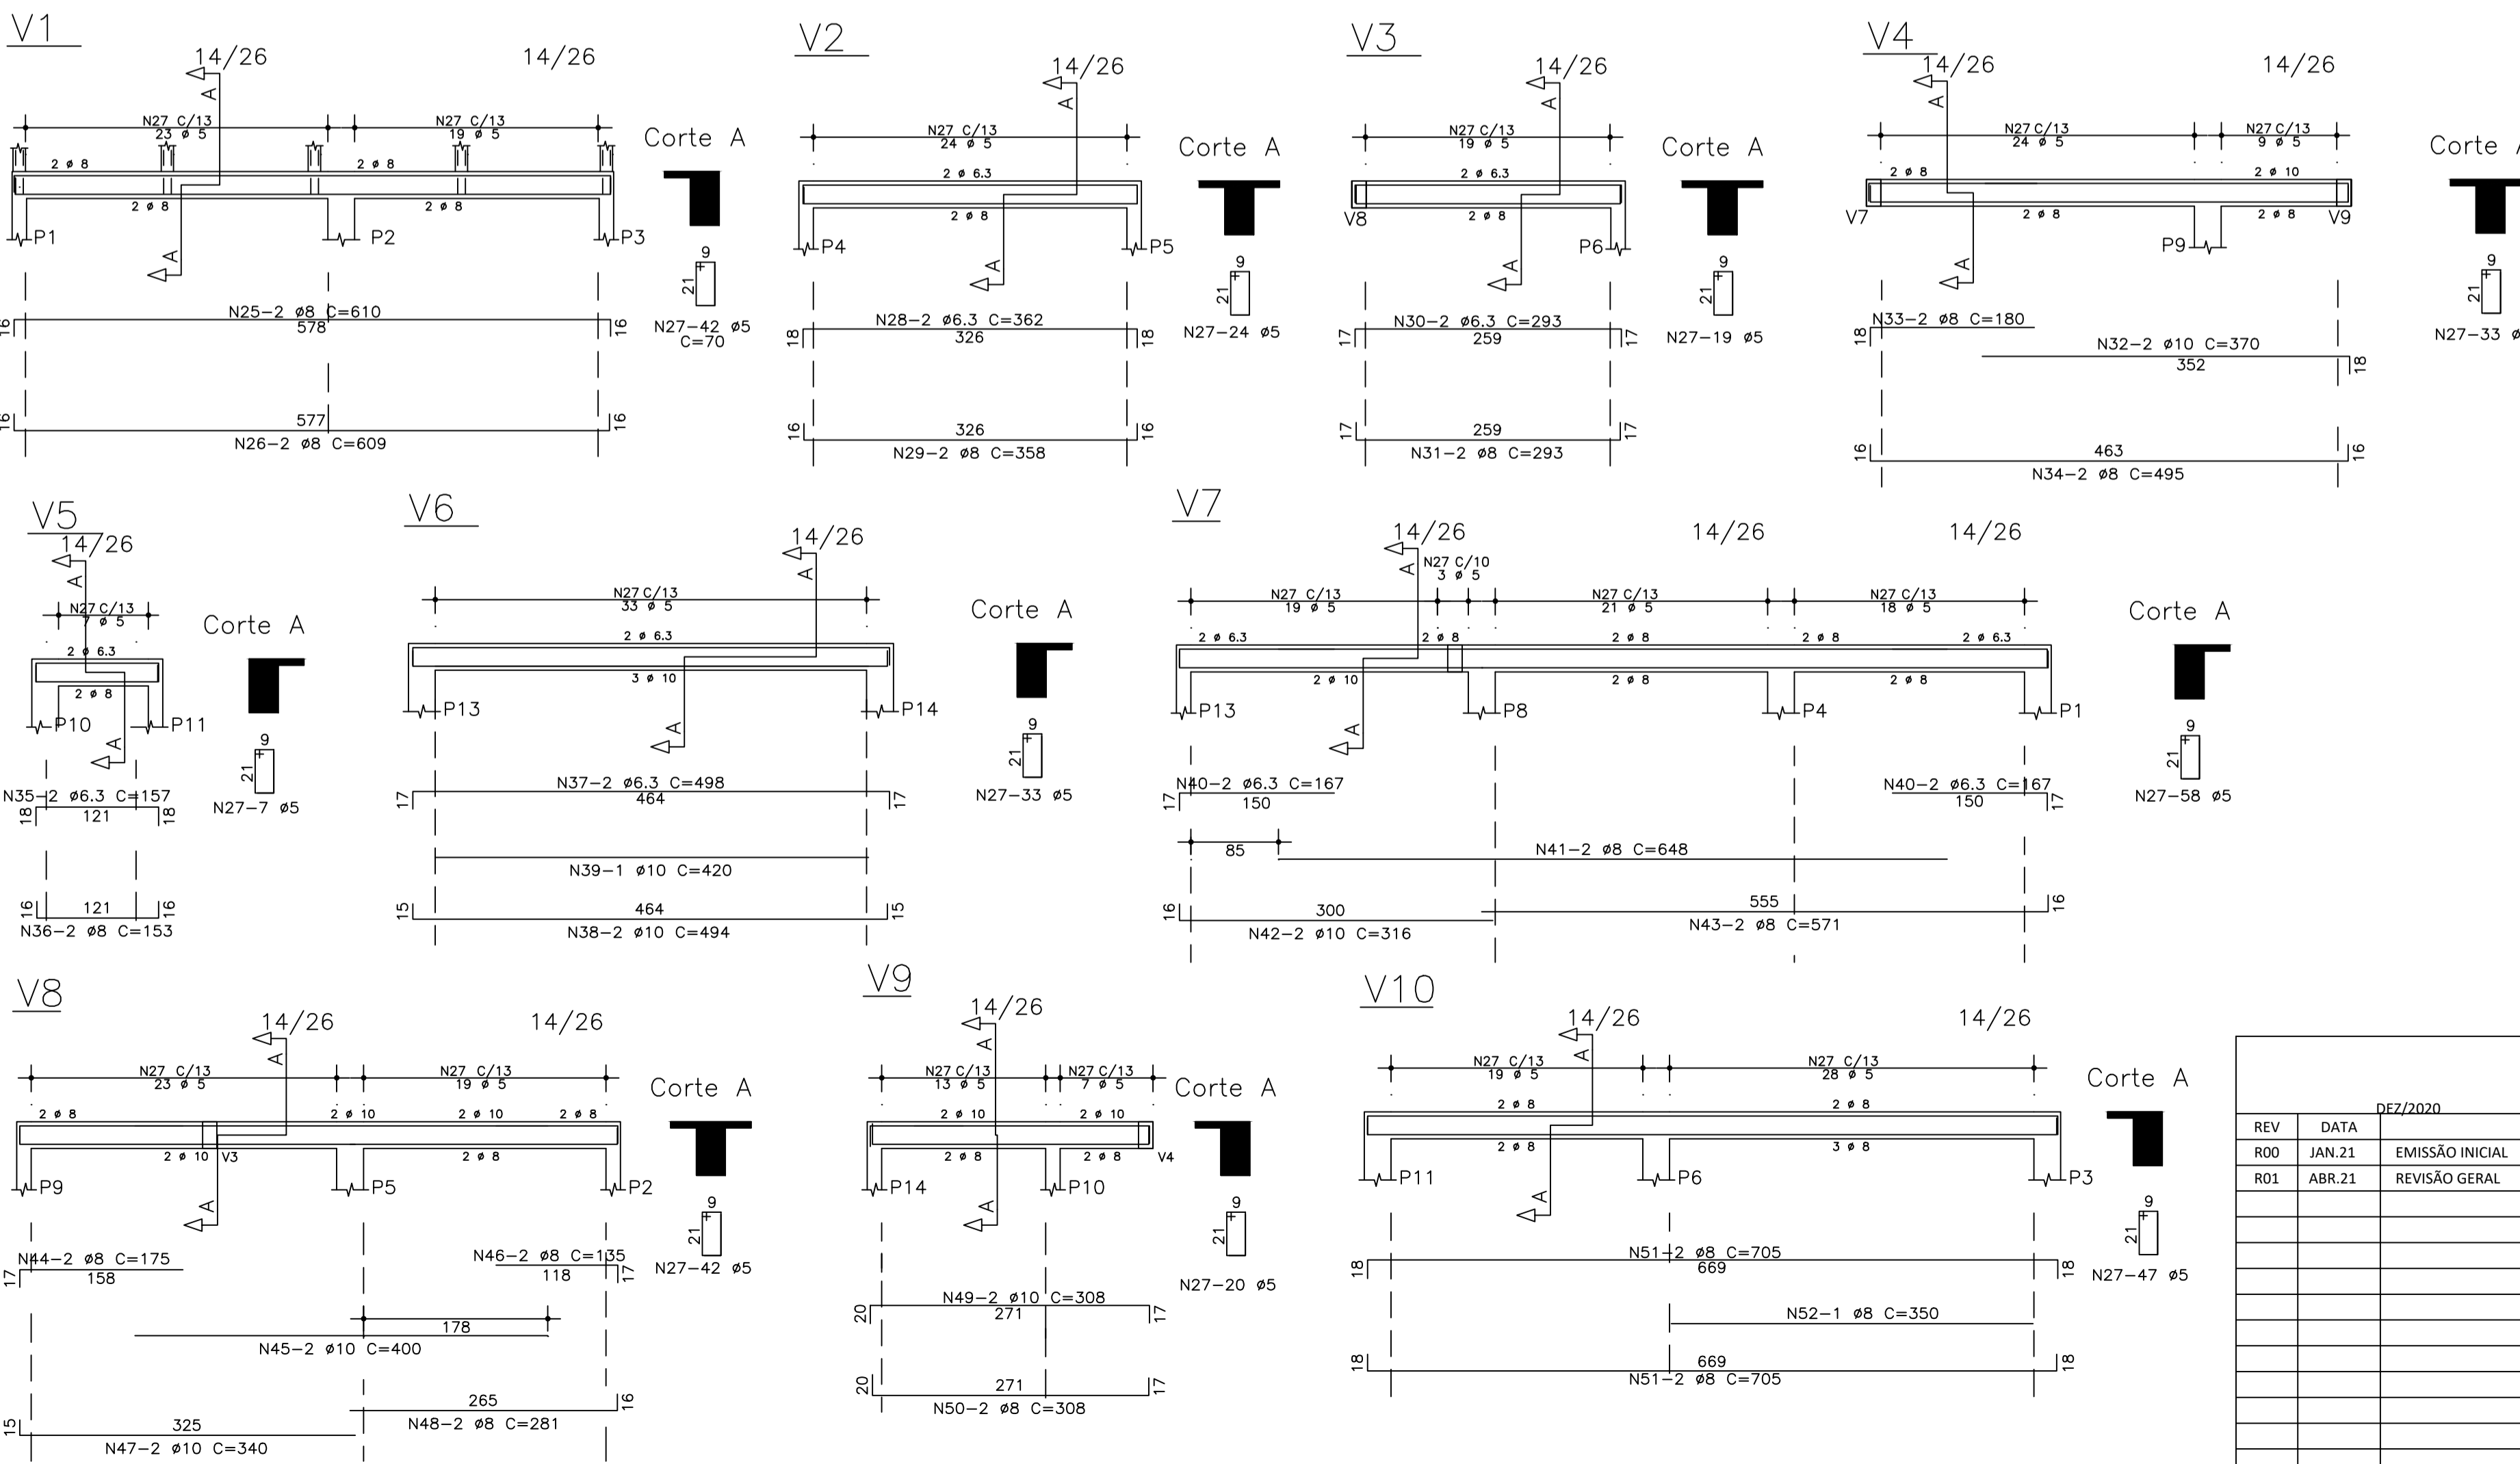 V1
14/26
14/26
N27 C/13
23 ø 5
N27 C/13
19 ø 5
2 ø 8
2 ø 8
2 ø 8
2 ø 8
A
A
P1
P2
P3
Corte A
9
21
N27-42 ø5
C=70
N25-2 ø8 C=610
578
16
16
577
N26-2 ø8 C=609
16
16
V2
14/26
N27 C/13
24 ø 5
2 ø 6.3
2 ø 8
A
A
P4
P5
Corte A
9
21
N27-24 ø5
N28-2 ø6.3 C=362
326
18
18
326
N29-2 ø8 C=358
16
16
V3
14/26
N27 C/13
19 ø 5
2 ø 6.3
2 ø 8
A
A
V8
P6
Corte A
9
21
N27-19 ø5
N30-2 ø6.3 C=293
259
17
17
259
N31-2 ø8 C=293
17
17
V4
14/26
14/26
N27 C/13
24 ø 5
N27 C/13
9 ø 5
2 ø 8
2 ø 10
2 ø 8
2 ø 8
A
A
V7
P9
V9
Corte
9
21
N27-33
N33-2 ø8 C=180
18
N32-2 ø10 C=370
352
18
463
N34-2 ø8 C=495
16
16
V5
14/26
N27 C/13
7 ø 5
2 ø 6.3
2 ø 8
A
A
P10
P11
Corte A
9
21
N27-7 ø5
N35-2 ø6.3 C=157
121
18
18
121
N36-2 ø8 C=153
16
16
V6
14/26
N27 C/13
33 ø 5
2 ø 6.3
3 ø 10
A
A
P13
P14
Corte A
9
21
N27-33 ø5
N37-2 ø6.3 C=498
464
17
17
N39-1 ø10 C=420
464
N38-2 ø10 C=494
15
15
V7
14/26
14/26
14/26
N27 C/13
19 ø 5
N27 C/10
3 ø 5
N27 C/13
21 ø 5
N27 C/13
18 ø 5
2 ø 6.3
2 ø 8
2 ø 8
2 ø 8
2 ø 6.3
2 ø 10
2 ø 8
2 ø 8
A
A
P13
P8
P4
P1
Corte A
9
21
N27-58 ø5
N40-2 ø6.3 C=167
150
17
N40-2 ø6.3 C=167
150
17
85
N41-2 ø8 C=648
300
N42-2 ø10 C=316
16
555
N43-2 ø8 C=571
16
V8
14/26
14/26
N27 C/13
23 ø 5
N27 C/13
19 ø 5
2 ø 8
2 ø 10
2 ø 10
2 ø 8
2 ø 10
V3
2 ø 8
A
A
P9
P5
P2
Corte A
9
21
N27-42 ø5
N44-2 ø8 C=175
158
17
N46-2 ø8 C=135
118
17
178
N45-2 ø10 C=400
265
N48-2 ø8 C=281
16
325
N47-2 ø10 C=340
15
V9
14/26
N27 C/13
13 ø 5
N27 C/13
7 ø 5
2 ø 10
2 ø 10
2 ø 8
2 ø 8
V4
A
A
P14
P10
Corte A
9
21
N27-20 ø5
N49-2 ø10 C=308
271
20
17
271
N50-2 ø8 C=308
20
17
V10
14/26
14/26
N27 C/13
19 ø 5
N27 C/13
28 ø 5
2 ø 8
2 ø 8
2 ø 8
3 ø 8
A
A
P11
P6
P3
Corte A
9
21
N27-47 ø5
N51-2 ø8 C=705
669
18
18
N52-1 ø8 C=350
669
N51-2 ø8 C=705
18
18
DEZ/2020
REV DATA
R00 JAN.21 EMISSÃO INICIAL
R01 ABR.21 REVISÃO GERAL